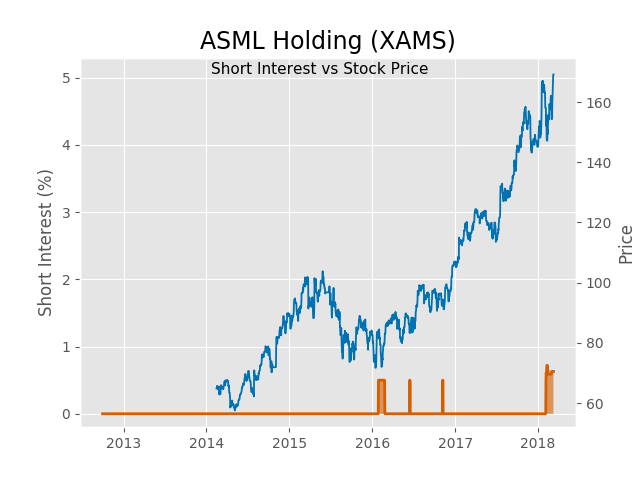 ASML Holding (XAMS)
Short Interest vs Stock Price
Short Interest (%)
5
4
3
2
1
0
160
140
120
100
80
60
Price
2013 2014 2015 2016 2017 2018